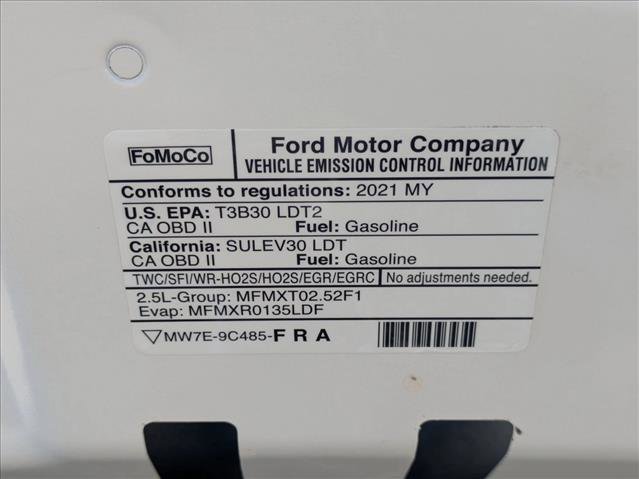 FoMoCo
Ford Motor Company
VEHICLE EMISSION CONTROL INFORMATION
Conforms to regulations: 2021 MY
U.S. EPA: T3B30 LDT2
CA OBD II Fuel: Gasoline
California: SULEV30 LDT
CA OBD II Fuel: Gasoline
TWC/SFI/WR-HO2S/HO2S/EGR/EGRC No adjustments needed.
2.5L-Group: MFMXT02.52F1
Evap: MFMXR0135LDF
MW7E-9C485-F R A